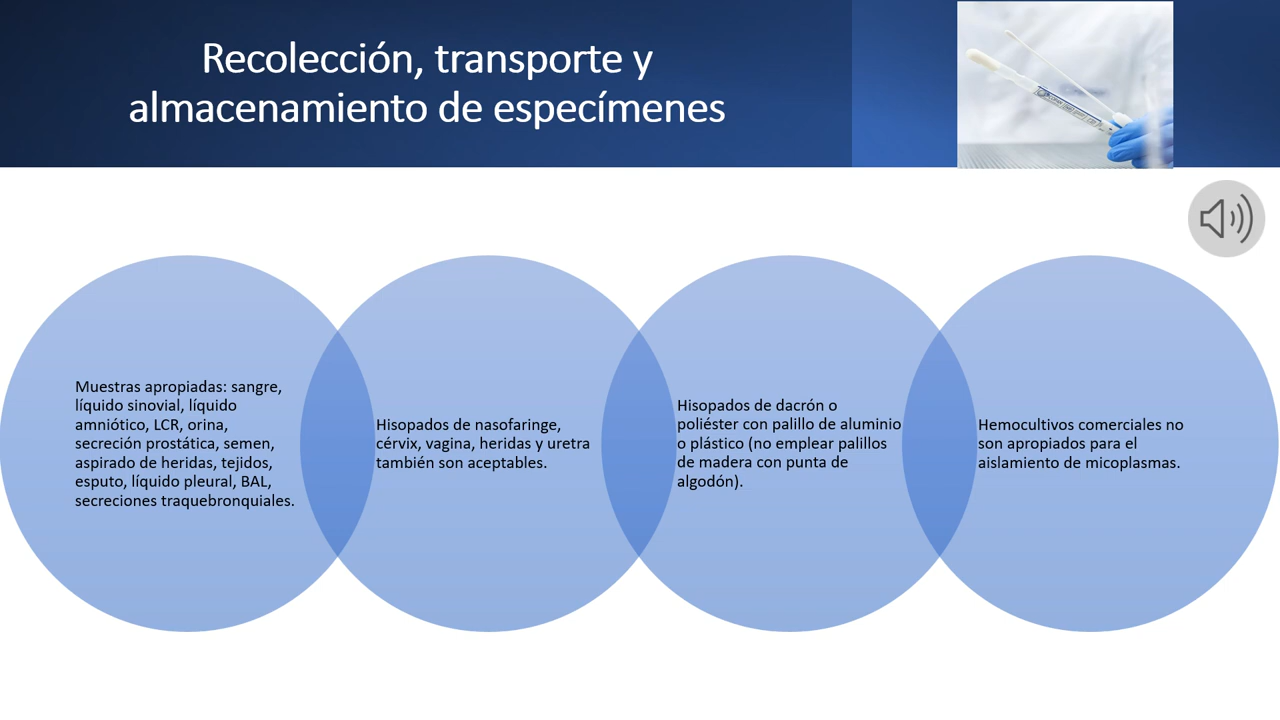 Recolección, transporte y
almacenamiento de especímenes
Muestras apropiadas: sangre,
líquido sinovial, líquido
amniótico, LCR, orina,
secreción prostática, semen,
aspirado de heridas, tejidos,
esputo, líquido pleural, BAL,
secreciones traquebronquiales.
Hisopados de nasofaringe,
cérvix, vagina, heridas y uretra
también son aceptables.
Hisopados de dacrón o
poliéster con palillo de aluminio
o plástico (no emplear palillos
de madera con punta de
algodón).
Hemocultivos comerciales no
son apropiados para el
aislamiento de micoplasmas.